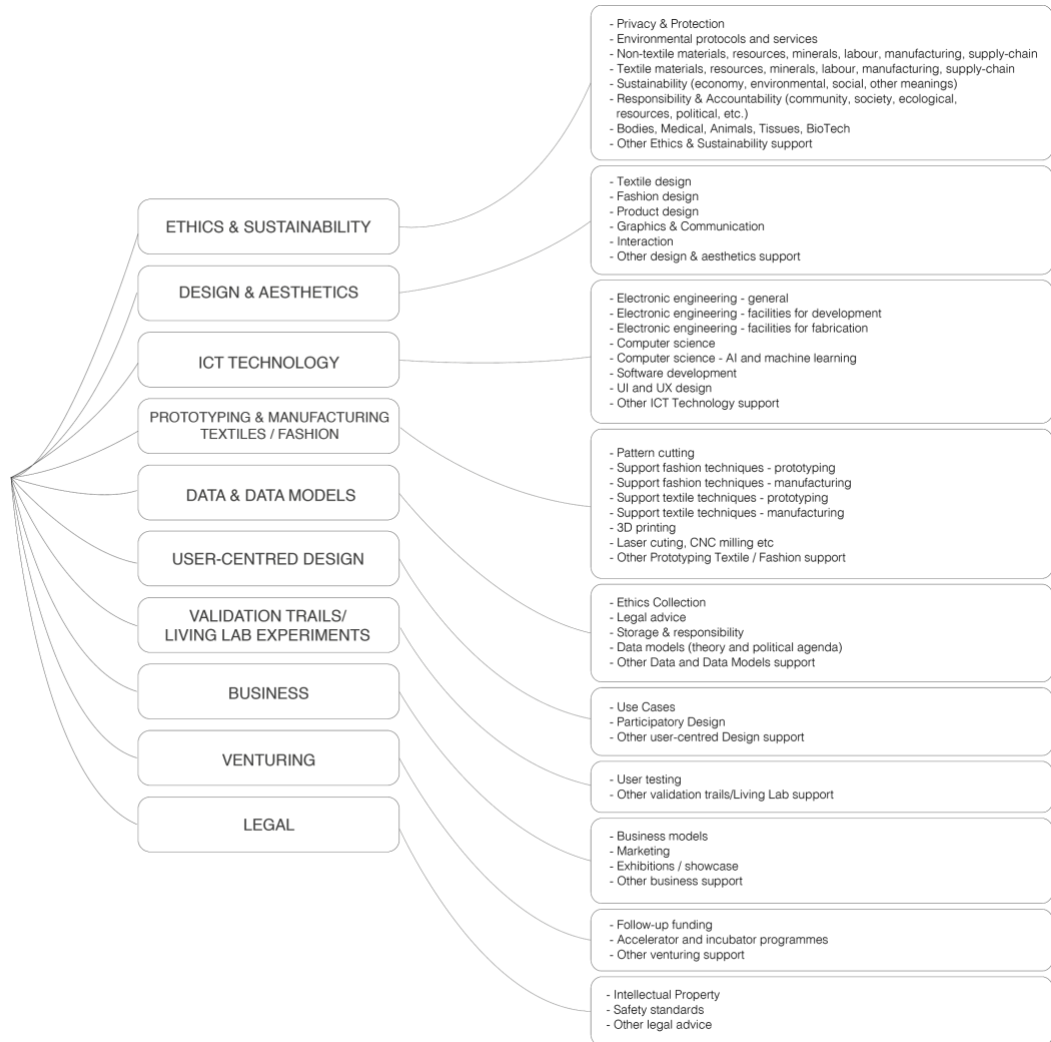 ETHICS & SUSTAINABILITY
DESIGN & AESTHETICS
ICT TECHNOLOGY
PROTOTYPING & MANUFACTURING
TEXTILES / FASHION
DATA & DATA MODELS
USER-CENTRED DESIGN
VALIDATION TRAILS/
LIVING LAB EXPERIMENTS
BUSINESS
VENTURING
LEGAL
- Privacy & Protection
- Environmental protocols and services
- Non-textile materials, resources, minerals, labour, manufacturing, supply-chain
- Textile materials, resources, minerals, labour, manufacturing, supply-chain
- Sustainability (economy, environmental, social, other meanings)
- Responsibility & Accountability (community, society, ecological,
resources, political, etc.)
- Bodies, Medical, Animals, Tissues, BioTech
- Other Ethics & Sustainability support
- Textile design
- Fashion design
- Product design
- Graphics & Communication
- Interaction
- Other design & aesthetics support
- Electronic engineering - general
- Electronic engineering - facilities for development
- Electronic engineering - facilities for fabrication
- Computer science
- Computer science - AI and machine learning
- Software development
- UI and UX design
- Other ICT Technology support
- Pattern cutting
- Support fashion techniques - prototyping
- Support fashion techniques - manufacturing
- Support textile techniques - prototyping
- Support textile techniques - manufacturing
- 3D printing
- Laser cuting, CNC milling etc
- Other Prototyping Textile / Fashion support
- Ethics Collection
- Legal advice
- Storage & responsibility
- Data models (theory and political agenda)
- Other Data and Data Models support
- Use Cases
- Participatory Design
- Other user-centred Design support
- User testing
- Other validation trails/Living Lab support
- Business models
- Marketing
- Exhibitions / showcase
- Other business support
- Follow-up funding
- Accelerator and incubator programmes
- Other venturing support
- Intellectual Property
- Safety standards
- Other legal advice